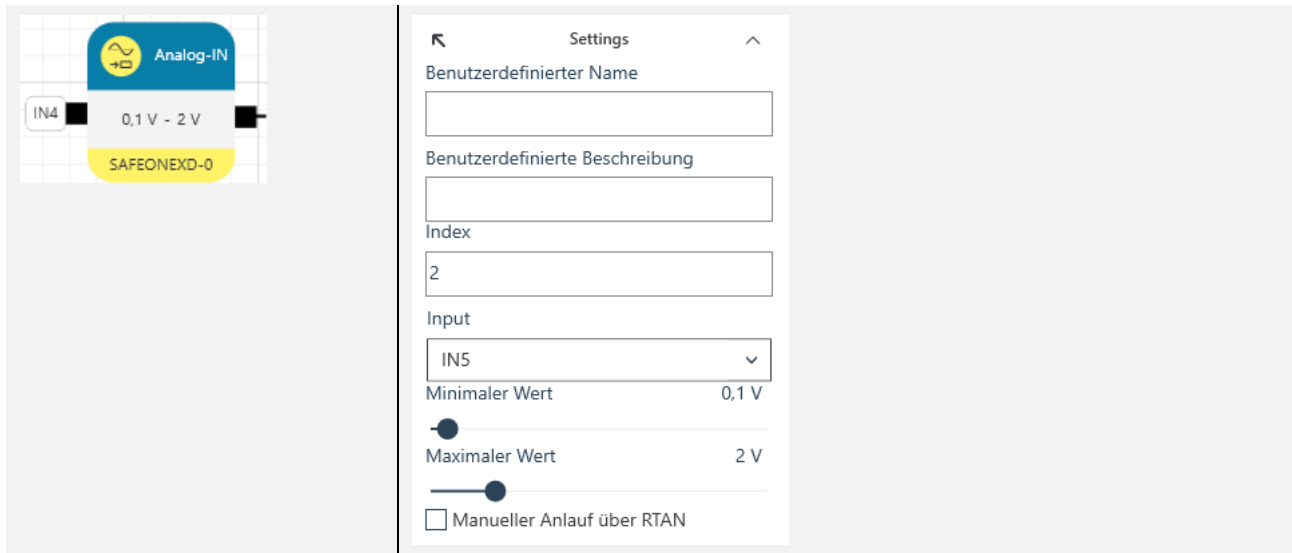 Analog-IN
IN4
0,1 V - 2 V
SAFEONEXD-0
Settings
Benutzerdefinierter Name
Benutzerdefinierte Beschreibung
Index
2
Input
IN5
Minimaler Wert 0,1 V
Maximaler Wert 2 V
Manueller Anlauf über RTAN